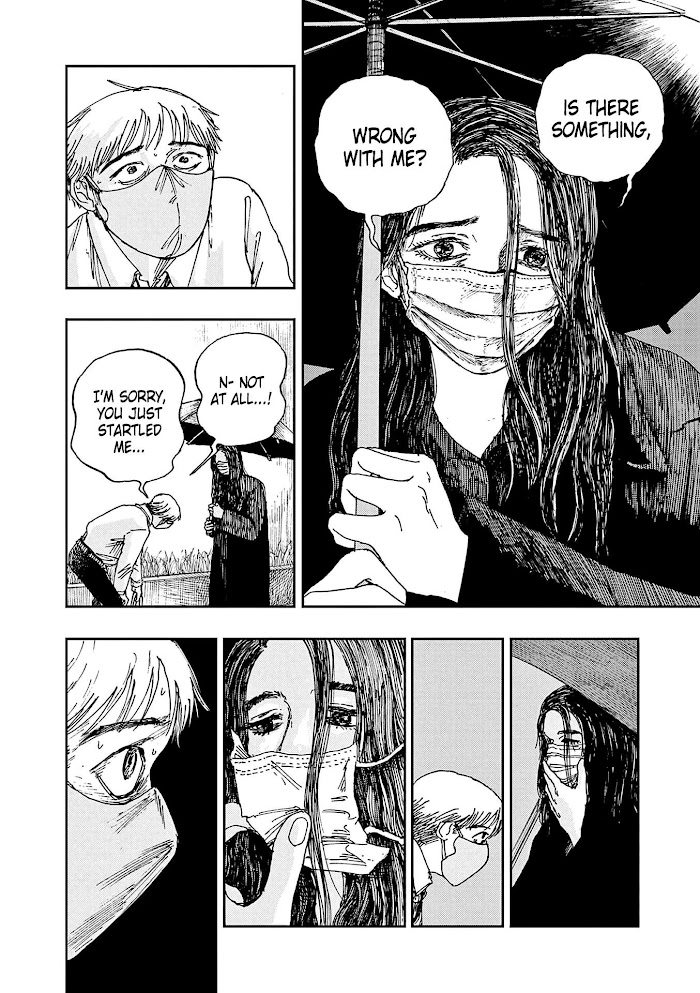 IS THERE
SOMETHING,
WRONG
WITH ME?
N- NOT
AT ALL...!
I'M SORRY,
YOU JUST
STARTLED
ME...